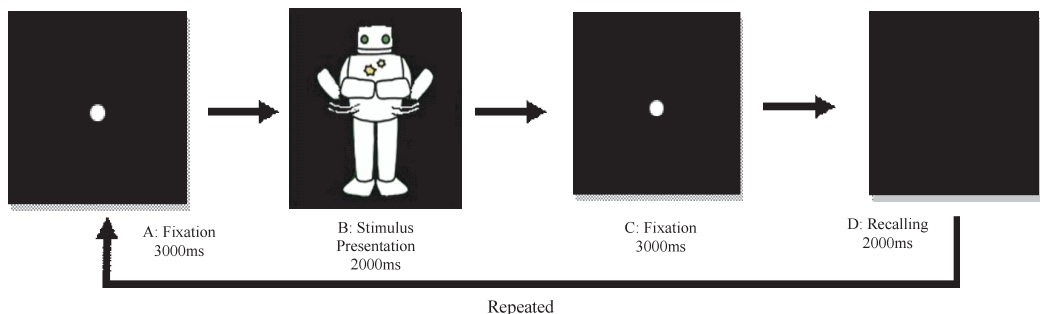 A: Fixation
3000ms
B: Stimulus
Presentation
2000ms
C: Fixation
3000ms
D: Recalling
2000ms
Repeated